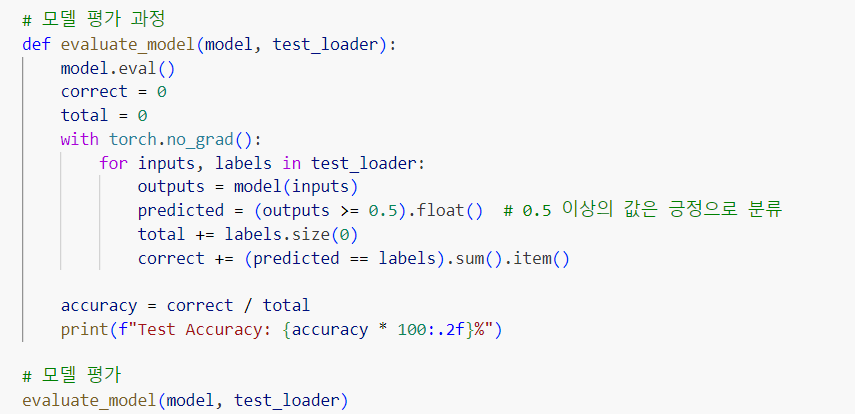 # 모델 평가 과정
def evaluate_model(model, test_loader):
    model.eval()
    correct = 0
    total = 0
    with torch.no_grad():
        for inputs, labels in test_loader:
            outputs = model(inputs)
            predicted = (outputs >= 0.5).float()  # 0.5 이상의 값은 긍정으로 분류
            total += labels.size(0)
            correct += (predicted == labels).sum().item()

    accuracy = correct / total
    print(f"Test Accuracy: {accuracy * 100:.2f}%")

# 모델 평가
evaluate_model(model, test_loader)